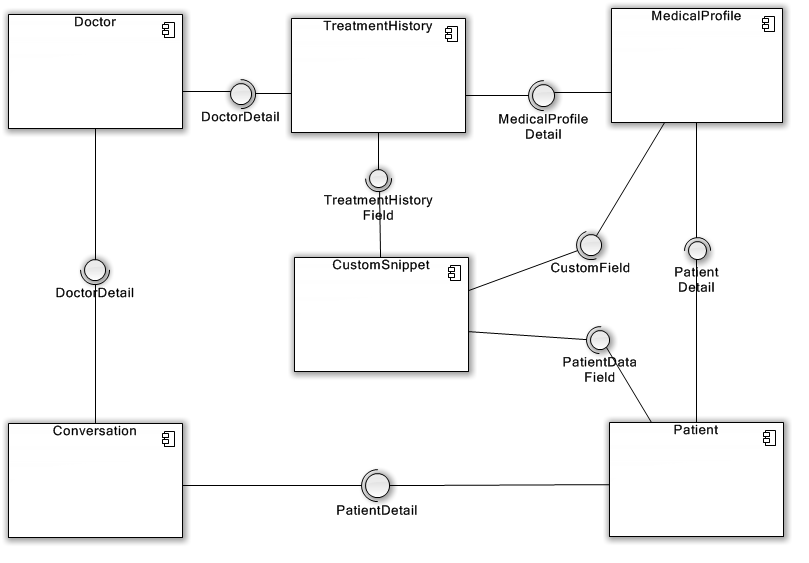 Doctor
TreatmentHistory
MedicalProfile
DoctorDetail
MedicalProfile
Detail
TreatmentHistory
Field
CustomSnippet
CustomField
Patient
Detail
DoctorDetail
PatientData
Field
Conversation
Patient
PatientDetail